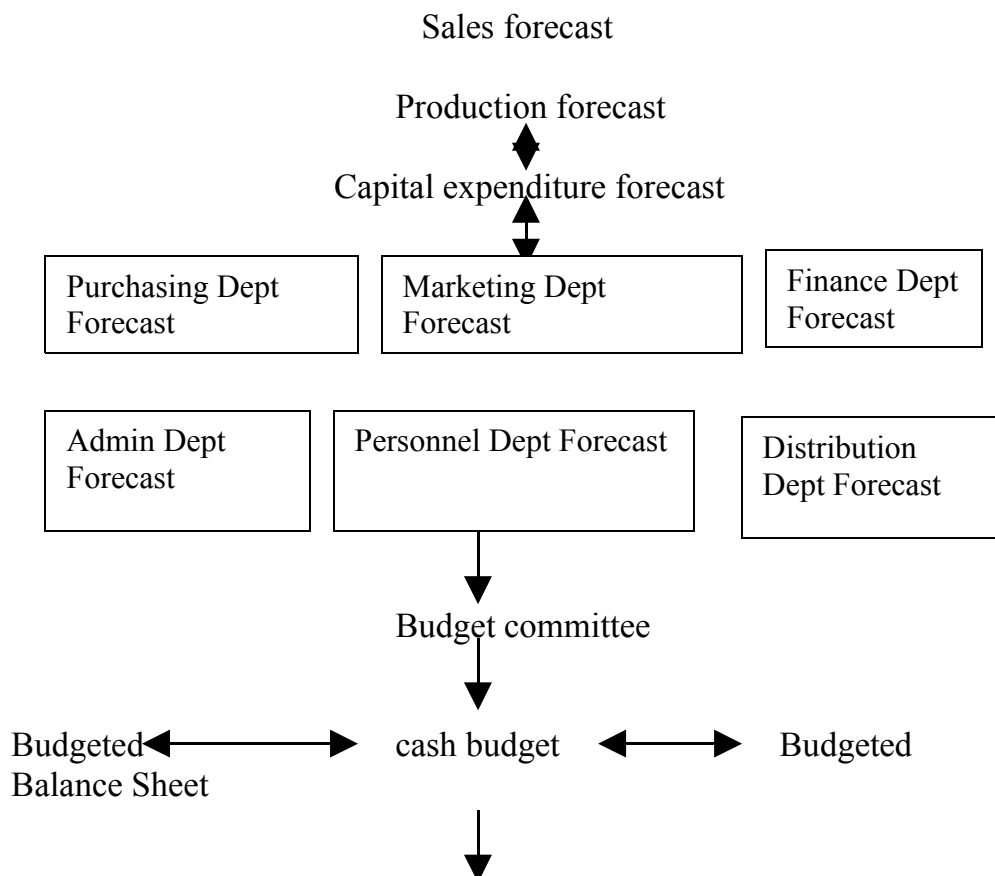 Sales forecast
Production forecast
Capital expenditure forecast
Purchasing Dept
Forecast
Marketing Dept
Forecast
Finance Dept
Forecast
Admin Dept
Forecast
Personnel Dept Forecast
Distribution
Dept Forecast
Budget committee
Budgeted
Balance Sheet
cash budget
Budgeted